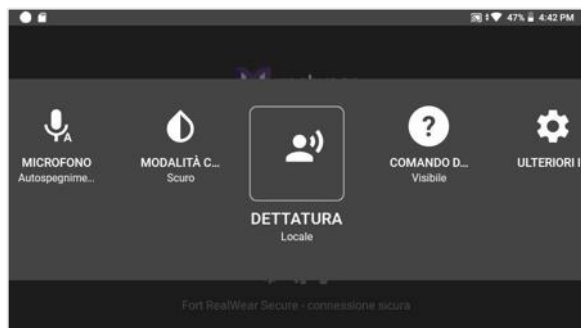 47% 4:42 PM
MICROFONO
Autospegnime...
MODALITÀ C...
Scuro
DETTATURA
Locale
COMANDO D...
Visibile
ULTERIORI I
Fort RealWear Secure - connessione sicura